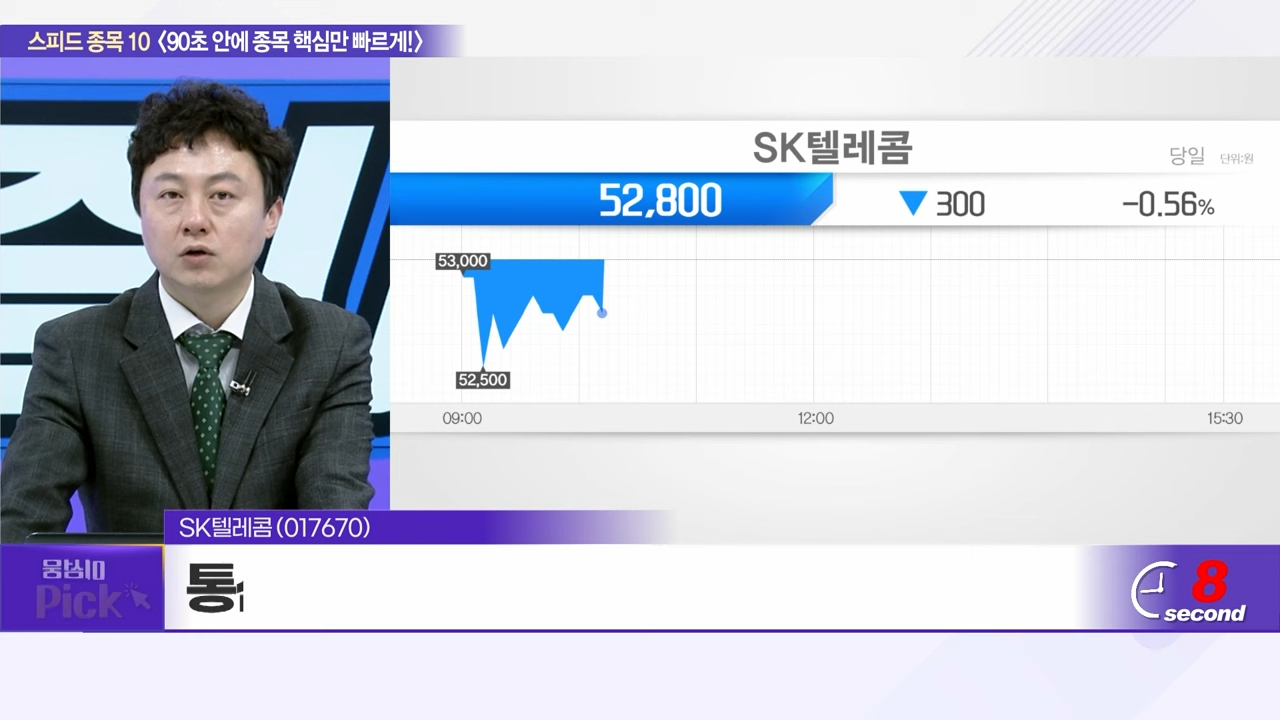 스피드 종목 10 〈90초 안에 종목 핵심만 빠르게!〉
SK텔레콤
당일 단위:원
52,800 ▼ 300 -0.56%
53,000
52,500
09:00 12:00 15:30
SK텔레콤(017670)
Pick
통
8
second